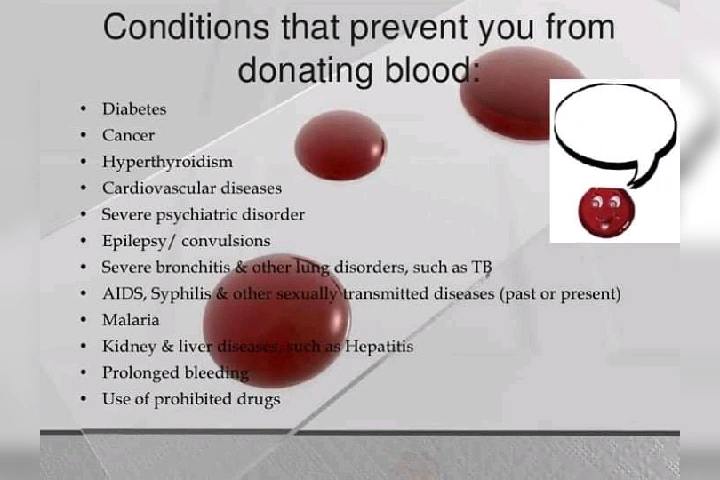 Conditions that prevent you from
donating blood:
• Diabetes
• Cancer
• Hyperthyroidism
• Cardiovascular diseases
• Severe psychiatric disorder
• Epilepsy/ convulsions
• Severe bronchitis & other lung disorders, such as TB
• AIDS, Syphilis & other sexually transmitted diseases (past or present)
• Malaria
• Kidney & liver diseases, such as Hepatitis
• Prolonged bleeding
• Use of prohibited drugs